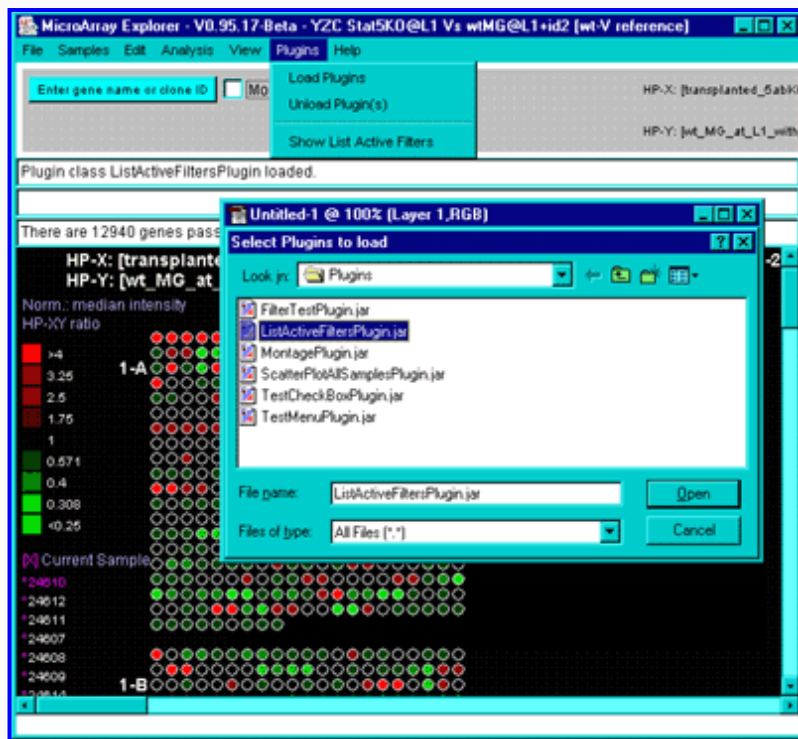 MicroArray Explorer - V0.95.17-Beta - YZC Stat5KO@L1 Vs wtMG@L1+id2 [wt-V reference]
File Samples Edit Analysis View Plugins Help
Load Plugins
Unload Plugin(s)
Show List Active Filters
Enter gene name or clone ID
Mo
HP-X: [transplanted_5abK
HP-Y: [wt_MG_at_L1_with
Plugin class ListActiveFiltersPlugin loaded.
There are 12940 genes pass
Untitled-1 @ 100% (Layer 1,RGB)
Select Plugins to load
Look in: Plugins
FilterTestPlugin.jar
ListActiveFiltersPlugin.jar
MontagePlugin.jar
ScatterPlotAllSamplesPlugin.jar
TestCheckBoxPlugin.jar
TestMenuPlugin.jar
File name: ListActiveFiltersPlugin.jar Open
Files of type: All Files (*.*) Cancel
HP-X: [transplante
-2
HP-Y: [wt_MG_at_
Norm.: median intensity
HP-XY ratio
>4
3.25
2.5
1.75
1
0.571
0.4
0.308
<0.25
1-A
[X] Current Sample
*24610
*24612
*24611
*24607
*24608
*24609
1-B